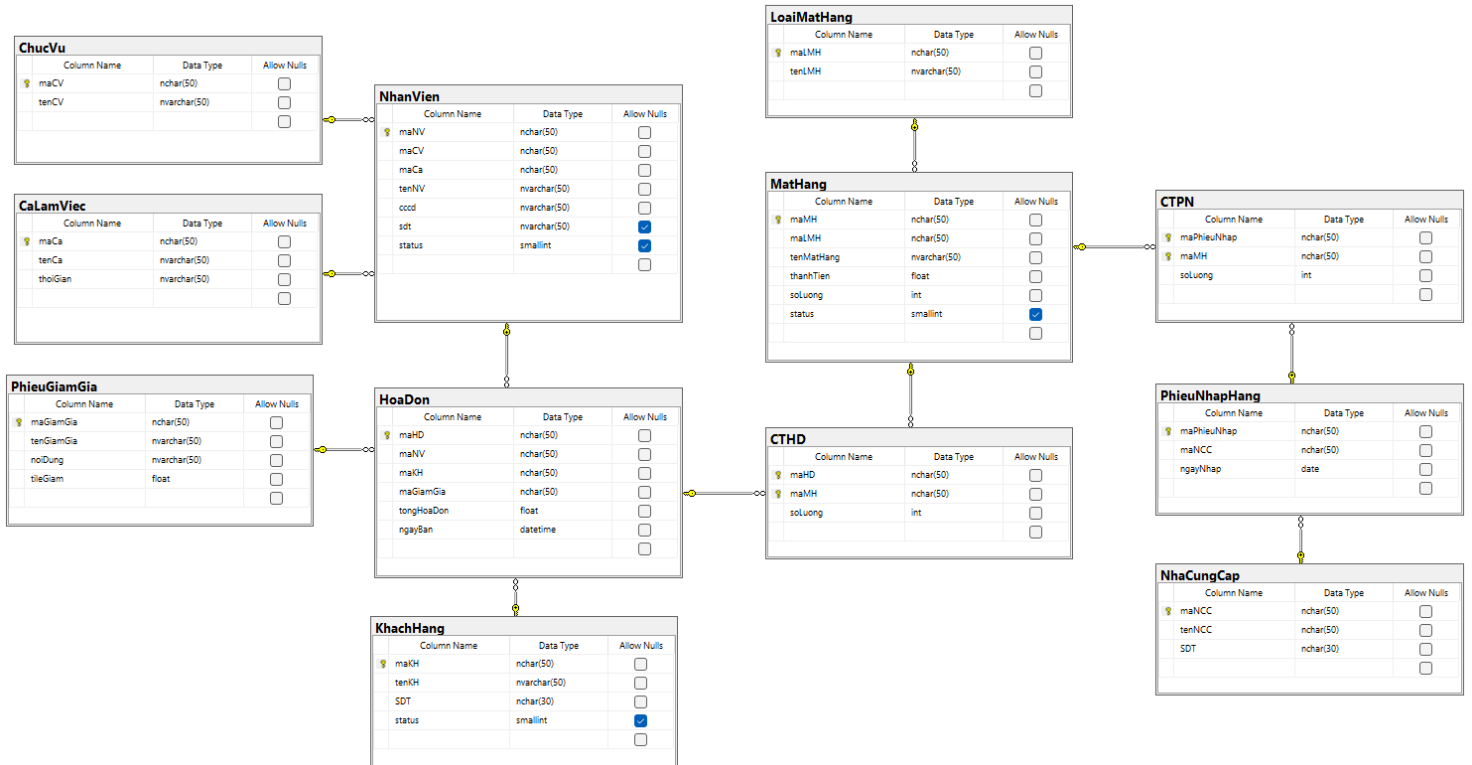 ChucVu
Column Name Data Type Allow Nulls
maCV nchar(50)
tenCV nvarchar(50)
CaLamViec
Column Name Data Type Allow Nulls
maCa nchar(50)
tenCa nvarchar(50)
thoiGian nvarchar(50)
PhieuGiamGia
Column Name Data Type Allow Nulls
maGiamGia nchar(50)
tenGiamGia nvarchar(50)
noiDung nvarchar(50)
tileGiam float
NhanVien
Column Name Data Type Allow Nulls
maNV nchar(50)
maCV nchar(50)
maCa nchar(50)
tenNV nvarchar(50)
cccd nvarchar(50)
sdt nvarchar(50)
status smallint
HoaDon
Column Name Data Type Allow Nulls
maHD nchar(50)
maNV nchar(50)
maKH nchar(50)
maGiamGia nchar(50)
tongHoaDon float
ngayBan datetime
KhachHang
Column Name Data Type Allow Nulls
maKH nchar(50)
tenKH nvarchar(50)
SDT nchar(30)
status smallint
LoaiMatHang
Column Name Data Type Allow Nulls
maLMH nchar(50)
tenLMH nvarchar(50)
MatHang
Column Name Data Type Allow Nulls
maMH nchar(50)
maLMH nchar(50)
tenMatHang nvarchar(50)
thanhTien float
soLuong int
status smallint
CTHD
Column Name Data Type Allow Nulls
maHD nchar(50)
maMH nchar(50)
soLuong int
CTPN
Column Name Data Type Allow Nulls
maPhieuNhap nchar(50)
maMH nchar(50)
soLuong int
PhieuNhapHang
Column Name Data Type Allow Nulls
maPhieuNhap nchar(50)
maNCC nchar(50)
ngayNhap date
NhaCungCap
Column Name Data Type Allow Nulls
maNCC nchar(50)
tenNCC nchar(50)
SDT nchar(30)